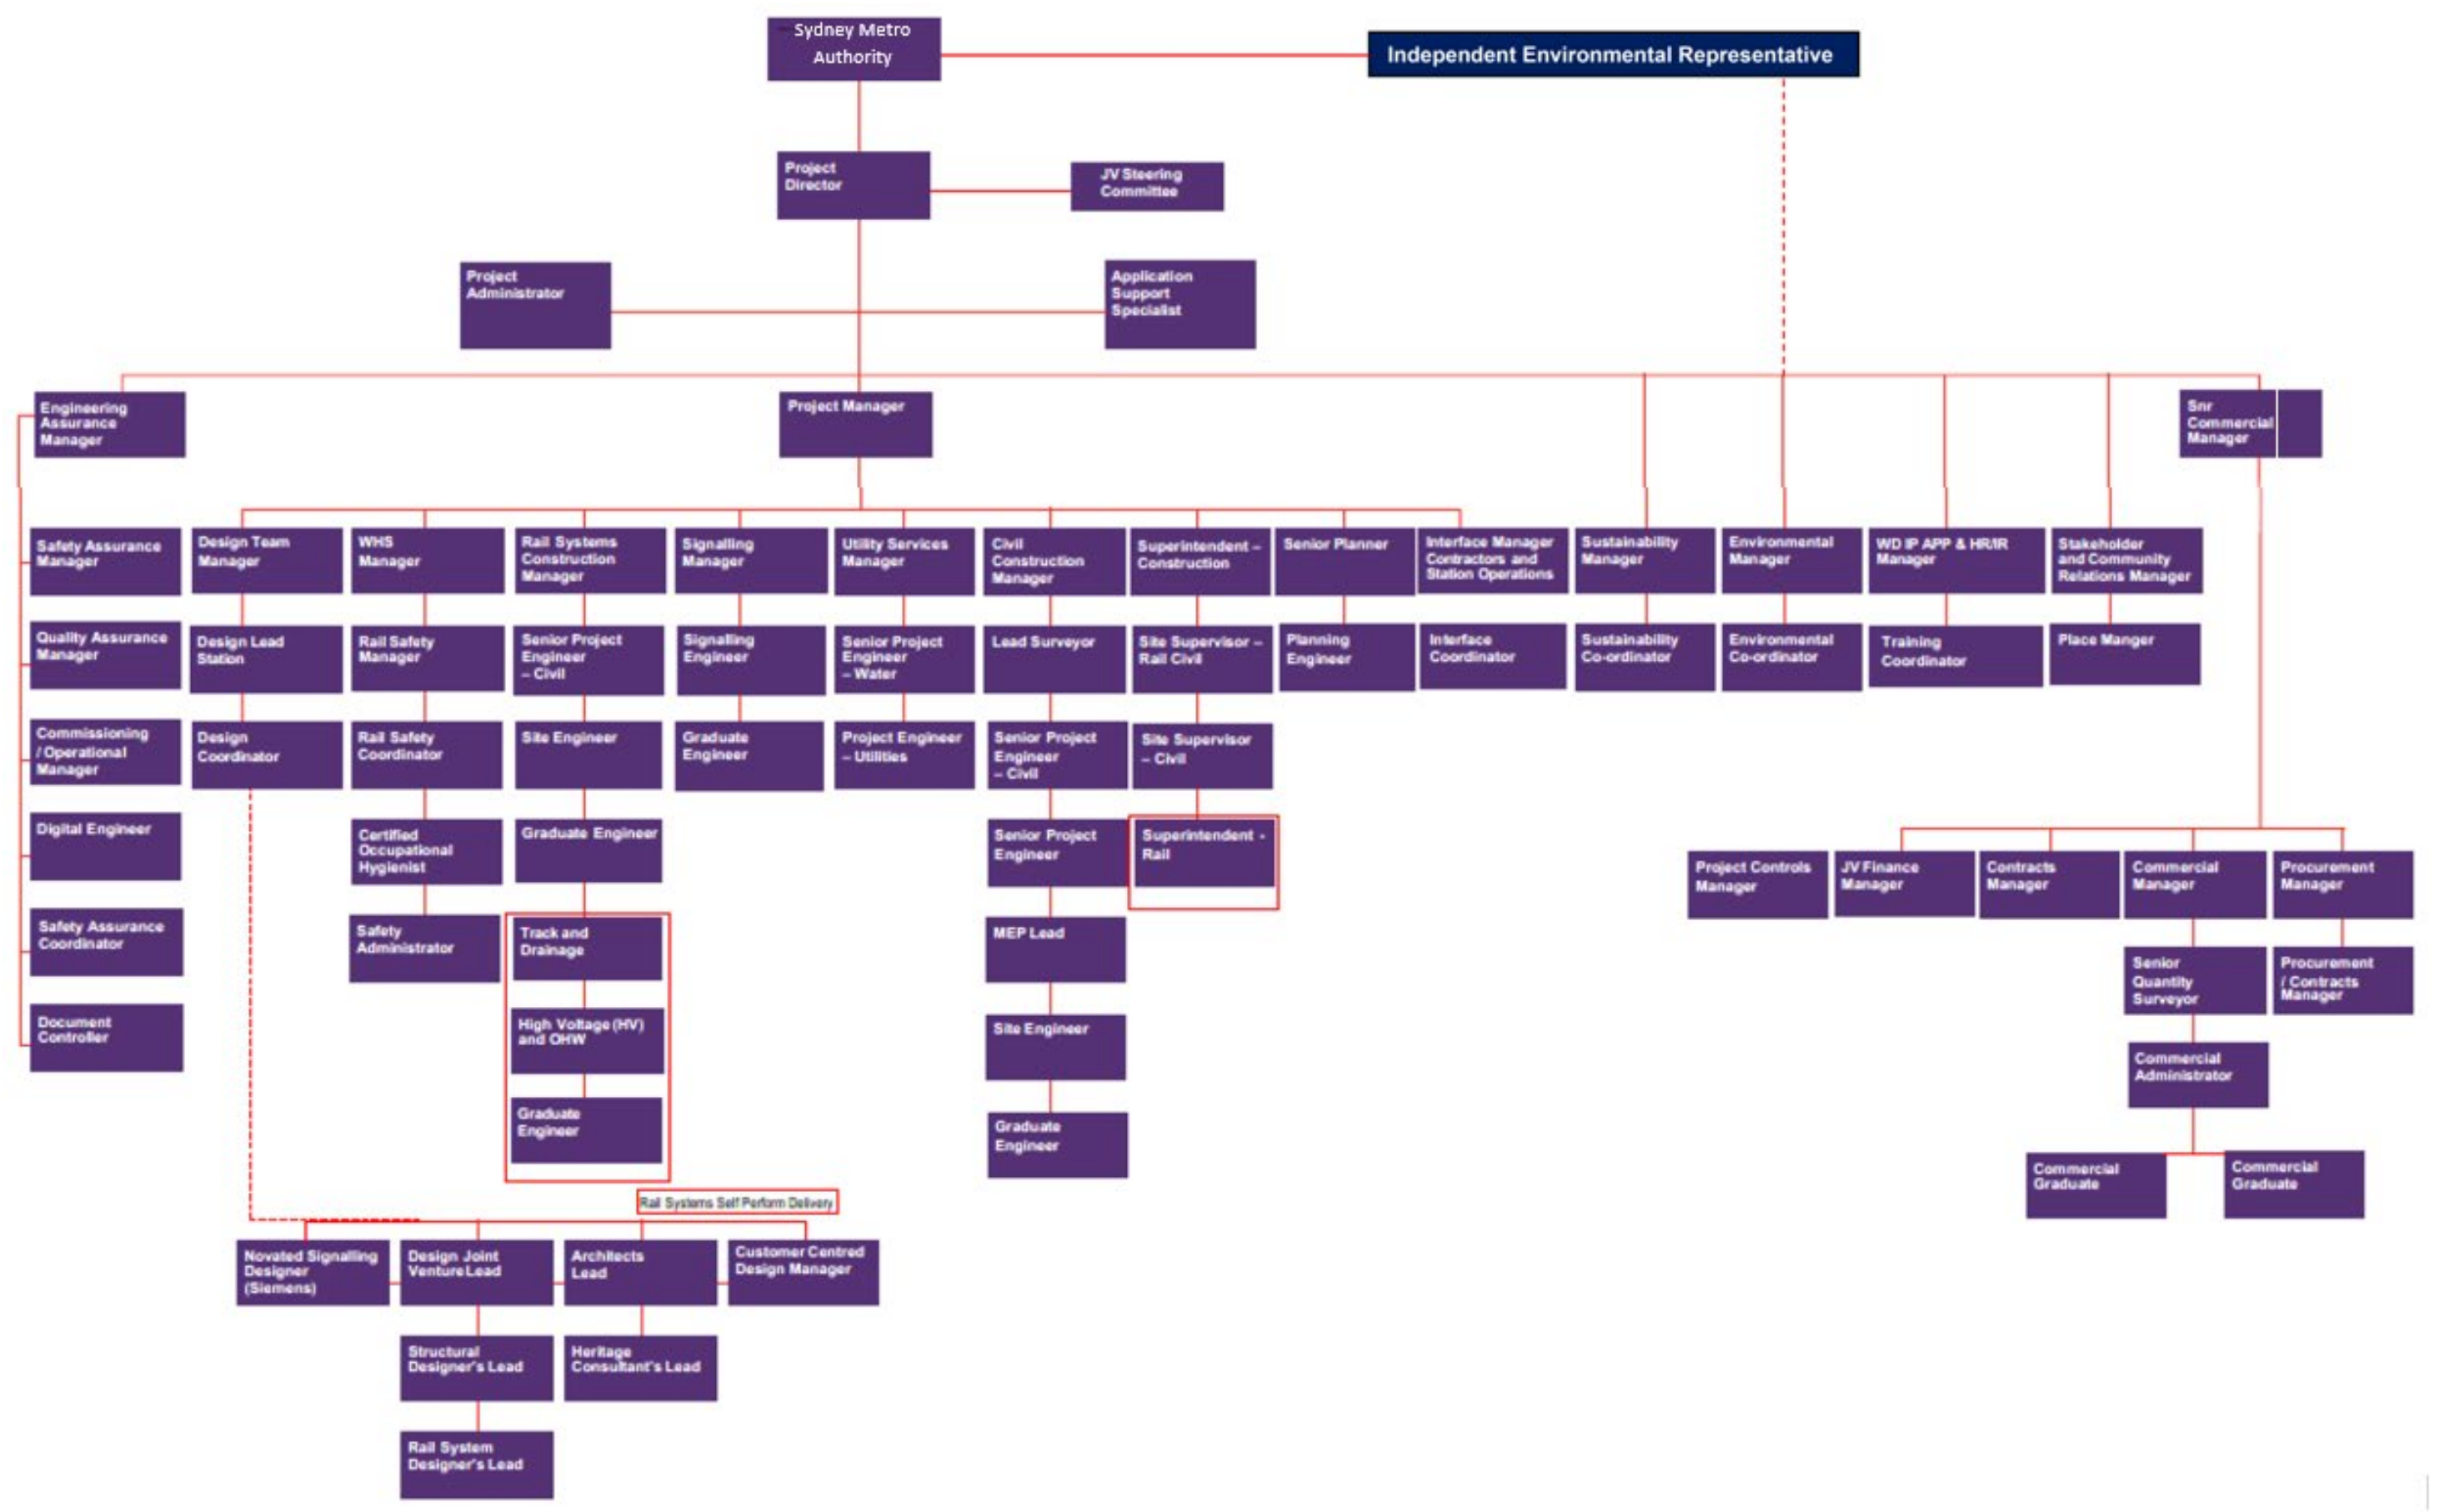 Sydney Metro
Authority
Independent Environmental Representative
Project
Director
JV Steering
Committee
Project
Administrator
Application
Support
Specialist
Engineering
Assurance
Manager
Project Manager
Snr
Commercial
Manager
Safety Assurance
Manager
Design Team
Manager
WHS
Manager
Rail Systems
Construction
Manager
Signalling
Manager
Utility Services
Manager
Civil
Construction
Manager
Superintendent –
Construction
Senior Planner
Interface Manager
Contractors and
Station Operations
Sustainability
Manager
Environmental
Manager
WD IP APP & HR/IR
Manager
Stakeholder
and Community
Relations Manager
Quality Assurance
Manager
Design Lead
Station
Rail Safety
Manager
Senior Project
Engineer
– Civil
Signalling
Engineer
Senior Project
Engineer
– Water
Lead Surveyor
Site Supervisor –
Rail Civil
Planning
Engineer
Interface
Coordinator
Sustainability
Co-ordinator
Environmental
Co-ordinator
Training
Coordinator
Place Manger
Commissioning
/ Operational
Manager
Design
Coordinator
Rail Safety
Coordinator
Site Engineer
Graduate
Engineer
Project Engineer
– Utilities
Senior Project
Engineer
– Civil
Site Supervisor
– Civil
Digital Engineer
Certified
Occupational
Hygienist
Graduate Engineer
Senior Project
Engineer
Superintendent -
Rail
Project Controls
Manager
JV Finance
Manager
Contracts
Manager
Commercial
Manager
Procurement
Manager
Safety Assurance
Coordinator
Safety
Administrator
Track and
Drainage
MEP Lead
Senior
Quantity
Surveyor
Procurement
/ Contracts
Manager
Document
Controller
High Voltage (HV)
and OHW
Site Engineer
Commercial
Administrator
Graduate
Engineer
Graduate
Engineer
Commercial
Graduate
Commercial
Graduate
Rail Systems Self Perform Delivery
Novated Signalling
Designer
(Siemens)
Design Joint
Venture Lead
Architects
Lead
Customer Centred
Design Manager
Structural
Designer's Lead
Heritage
Consultant's Lead
Rail System
Designer's Lead